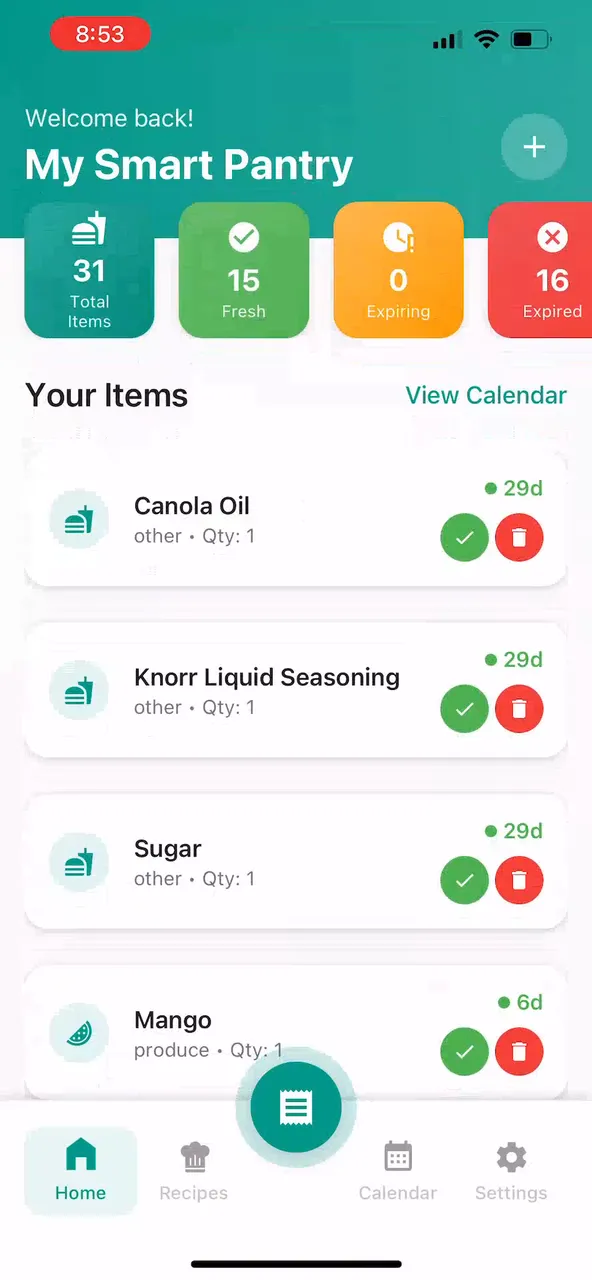 8:53
Welcome back!
My Smart Pantry
31
Total
Items
15
Fresh
0
Expiring
16
Expired
Your Items
View Calendar
Canola Oil
other • Qty: 1
29d
Knorr Liquid Seasoning
other • Qty: 1
29d
Sugar
other • Qty: 1
29d
Mango
produce • Qty: 1
6d
Home
Recipes
Calendar
Settings